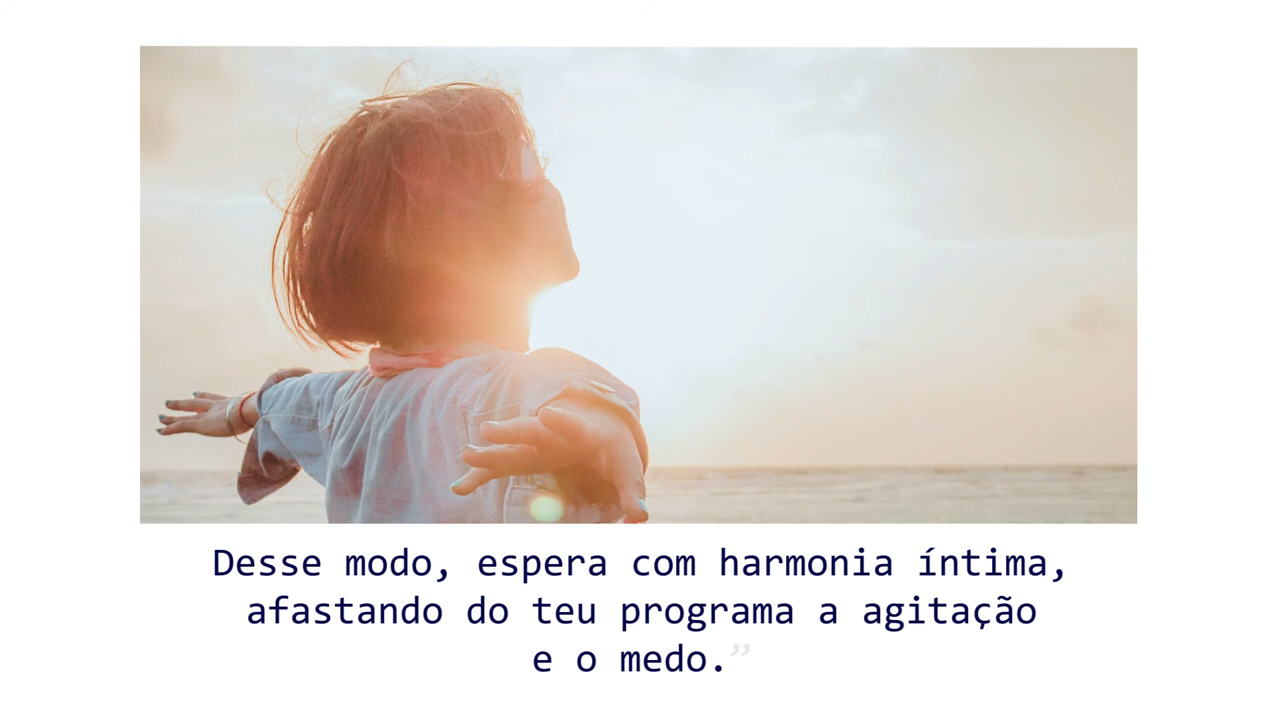 Desse modo, espera com harmonia íntima,
afastando do teu programa a agitação
e o medo.”